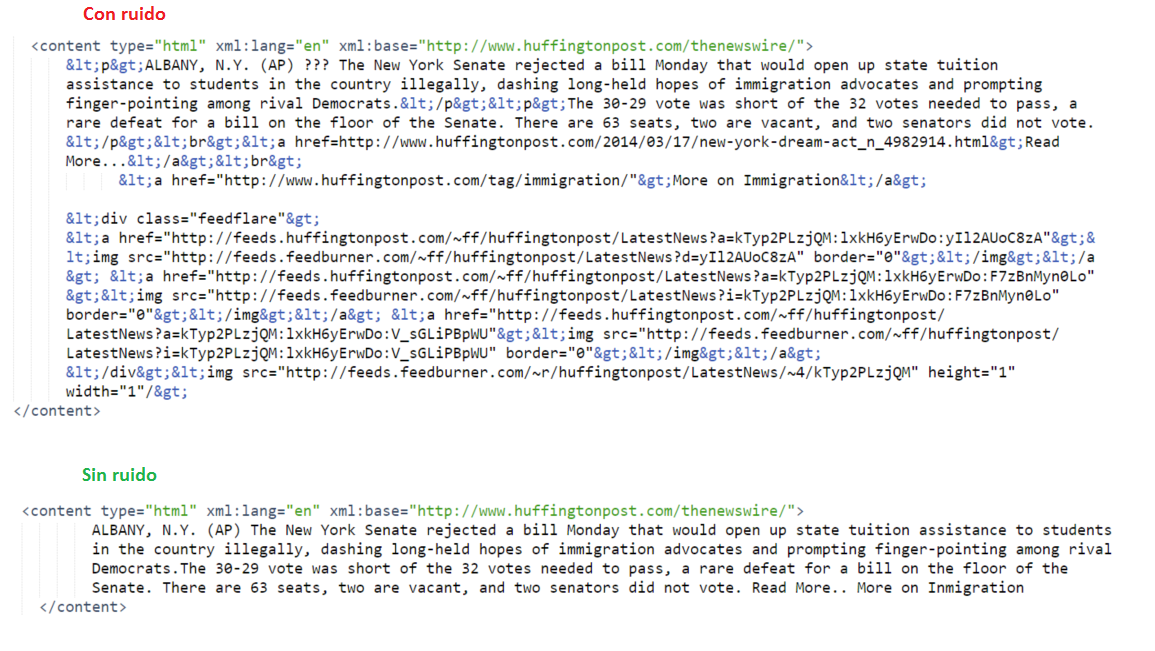 Con ruido
<content type="html" xml:lang="en" xml:base="http://www.huffingtonpost.com/thenewswire/">
&lt;p&gt;ALBANY, N.Y. (AP) ??? The New York Senate rejected a bill Monday that would open up state tuition
assistance to students in the country illegally, dashing long-held hopes of immigration advocates and prompting
finger-pointing among rival Democrats.&lt;/p&gt;&lt;p&gt;The 30-29 vote was short of the 32 votes needed to pass, a
rare defeat for a bill on the floor of the Senate. There are 63 seats, two are vacant, and two senators did not vote.
&lt;/p&gt;&lt;br&gt;&lt;a href=http://www.huffingtonpost.com/2014/03/17/new-york-dream-act_n_4982914.html&gt;Read
More...&lt;/a&gt;&lt;br&gt;
&lt;a href="http://www.huffingtonpost.com/tag/immigration/"&gt;More on Immigration&lt;/a&gt;
&lt;div class="feedflare"&gt;
&lt;a href="http://feeds.huffingtonpost.com/~ff/huffingtonpost/LatestNews?a=kTyp2PLzjQM:lxkH6yErwDo:yIl2AUoC8zA"&gt;&
lt;img src="http://feeds.feedburner.com/~ff/huffingtonpost/LatestNews?d=yIl2AUoC8zA" border="0"&gt;&lt;/img&gt;&lt;/a
&gt; &lt;a href="http://feeds.huffingtonpost.com/~ff/huffingtonpost/LatestNews?a=kTyp2PLzjQM:lxkH6yErwDo:F7zBnMyn0Lo"
&gt;&lt;img src="http://feeds.feedburner.com/~ff/huffingtonpost/LatestNews?i=kTyp2PLzjQM:lxkH6yErwDo:F7zBnMyn0Lo"
border="0"&gt;&lt;/img&gt;&lt;/a&gt; &lt;a href="http://feeds.huffingtonpost.com/~ff/huffingtonpost/
LatestNews?a=kTyp2PLzjQM:lxkH6yErwDo:V_sGLiPBpWU"&gt;&lt;img src="http://feeds.feedburner.com/~ff/huffingtonpost/
LatestNews?i=kTyp2PLzjQM:lxkH6yErwDo:V_sGLiPBpWU" border="0"&gt;&lt;/img&gt;&lt;/a&gt;
&lt;/div&gt;&lt;img src="http://feeds.feedburner.com/~r/huffingtonpost/LatestNews/~4/kTyp2PLzjQM" height="1"
width="1"/&gt;
</content>
Sin ruido
<content type="html" xml:lang="en" xml:base="http://www.huffingtonpost.com/thenewswire/">
ALBANY, N.Y. (AP) The New York Senate rejected a bill Monday that would open up state tuition assistance to students
in the country illegally, dashing long-held hopes of immigration advocates and prompting finger-pointing among rival
Democrats.The 30-29 vote was short of the 32 votes needed to pass, a rare defeat for a bill on the floor of the
Senate. There are 63 seats, two are vacant, and two senators did not vote. Read More.. More on Inmigration
</content>